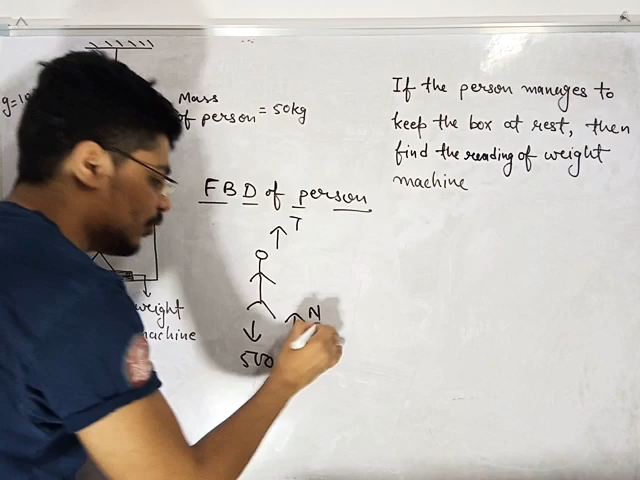 g=10
Mass
of person = 50kg
If the person manages to
keep the box at rest, then
find the reading of weight
machine
FBD of person
T
N
500
weight
machine